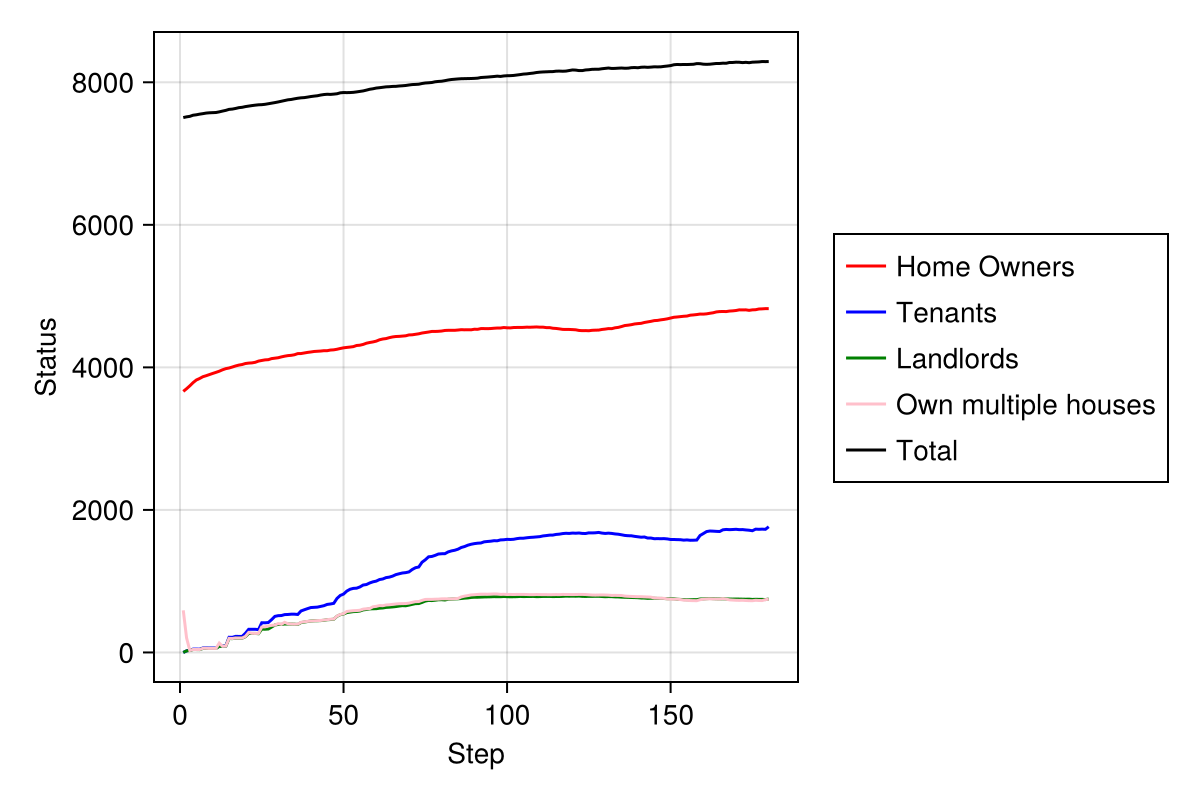 8000
6000
4000
2000
0
Status
0 50 100 150
Step
Home Owners
Tenants
Landlords
Own multiple houses
Total